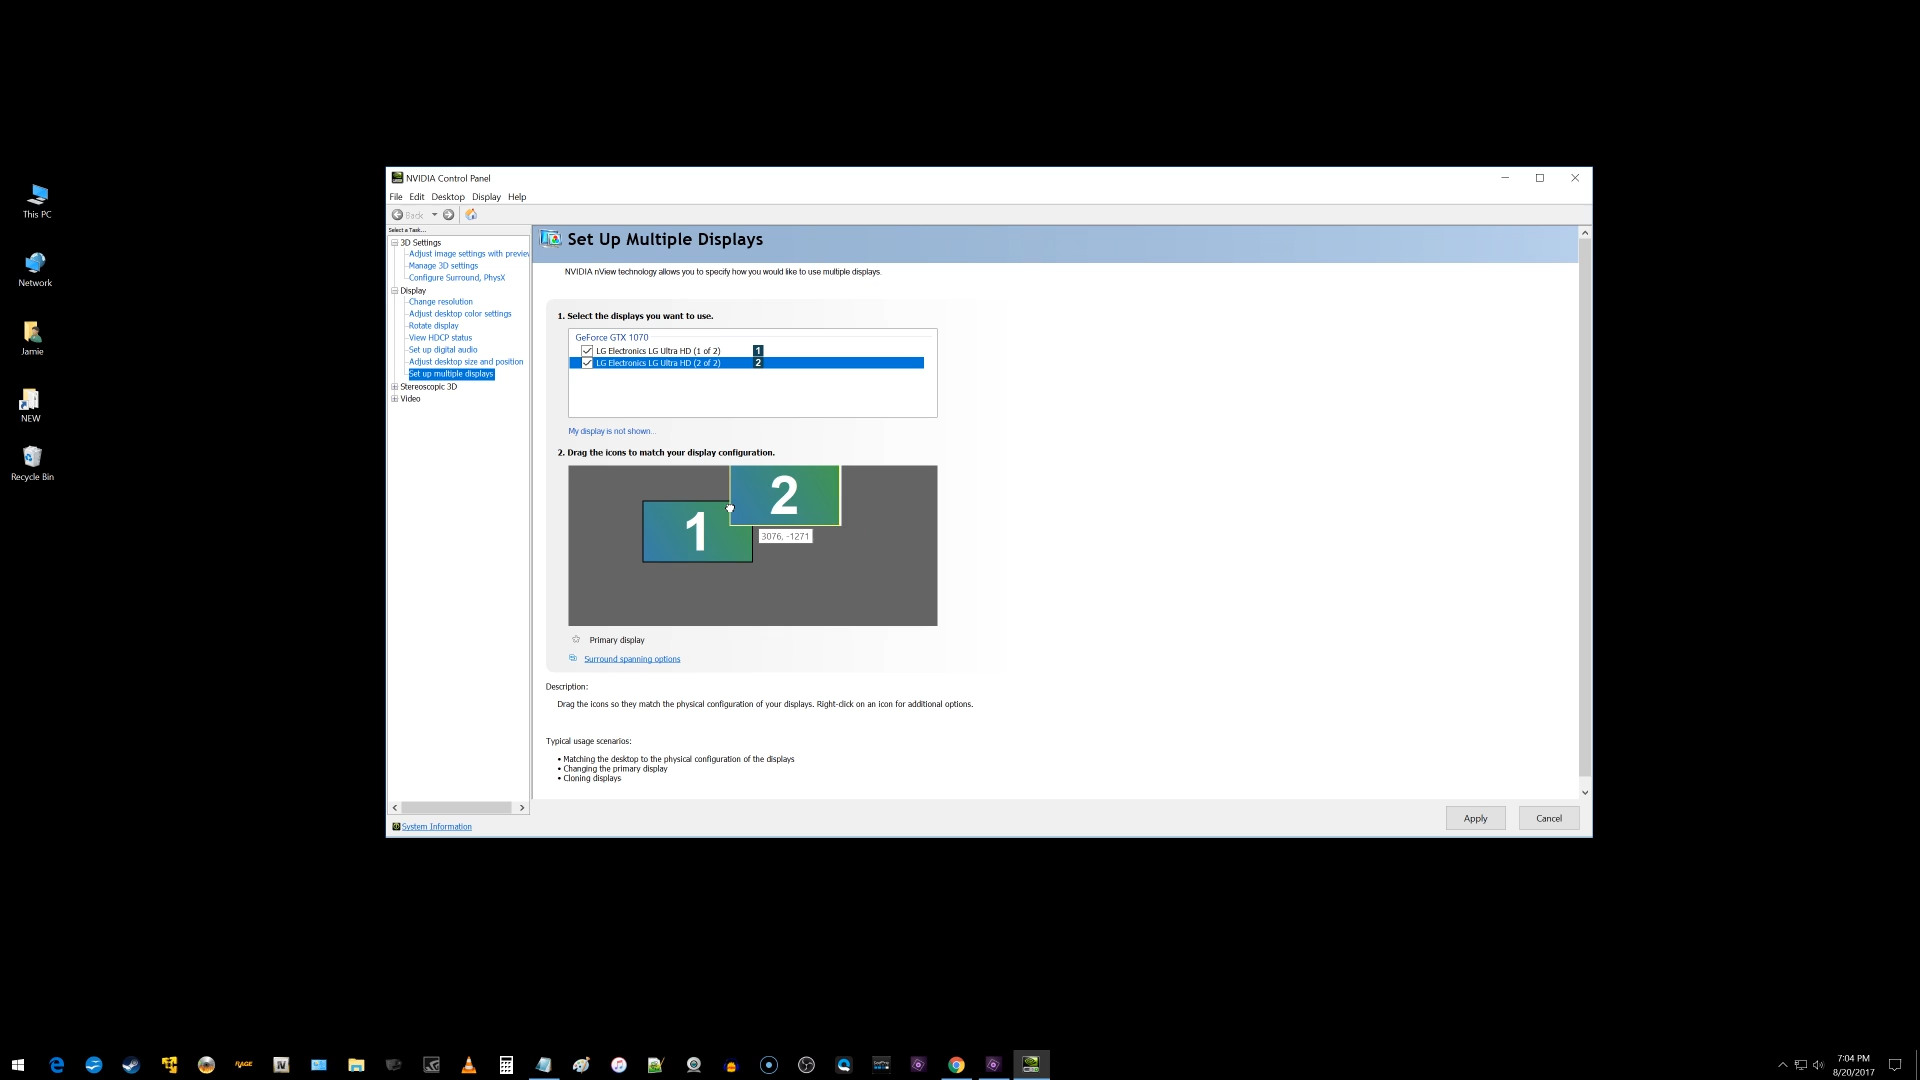 This PC
Network
Jamie
NEW
Recycle Bin
NVIDIA Control Panel
File Edit Desktop Display Help
Back
Select a Task...
3D Settings
Adjust image settings with preview
Manage 3D settings
Configure Surround, PhysX
Display
Change resolution
Adjust desktop color settings
Rotate display
View HDCP status
Set up digital audio
Adjust desktop size and position
Set up multiple displays
Stereoscopic 3D
Video
System Information
Set Up Multiple Displays
NVIDIA nView technology allows you to specify how you would like to use multiple displays.
1. Select the displays you want to use.
GeForce GTX 1070
LG Electronics LG Ultra HD (1 of 2) 1
LG Electronics LG Ultra HD (2 of 2) 2
My display is not shown...
2. Drag the icons to match your display configuration.
2
1
3076, -1271
Primary display
Surround spanning options
Description:
Drag the icons so they match the physical configuration of your displays. Right-click on an icon for additional options.
Typical usage scenarios:
• Matching the desktop to the physical configuration of the displays
• Changing the primary display
• Cloning displays
Apply Cancel
RAGE
7:04 PM
8/20/2017